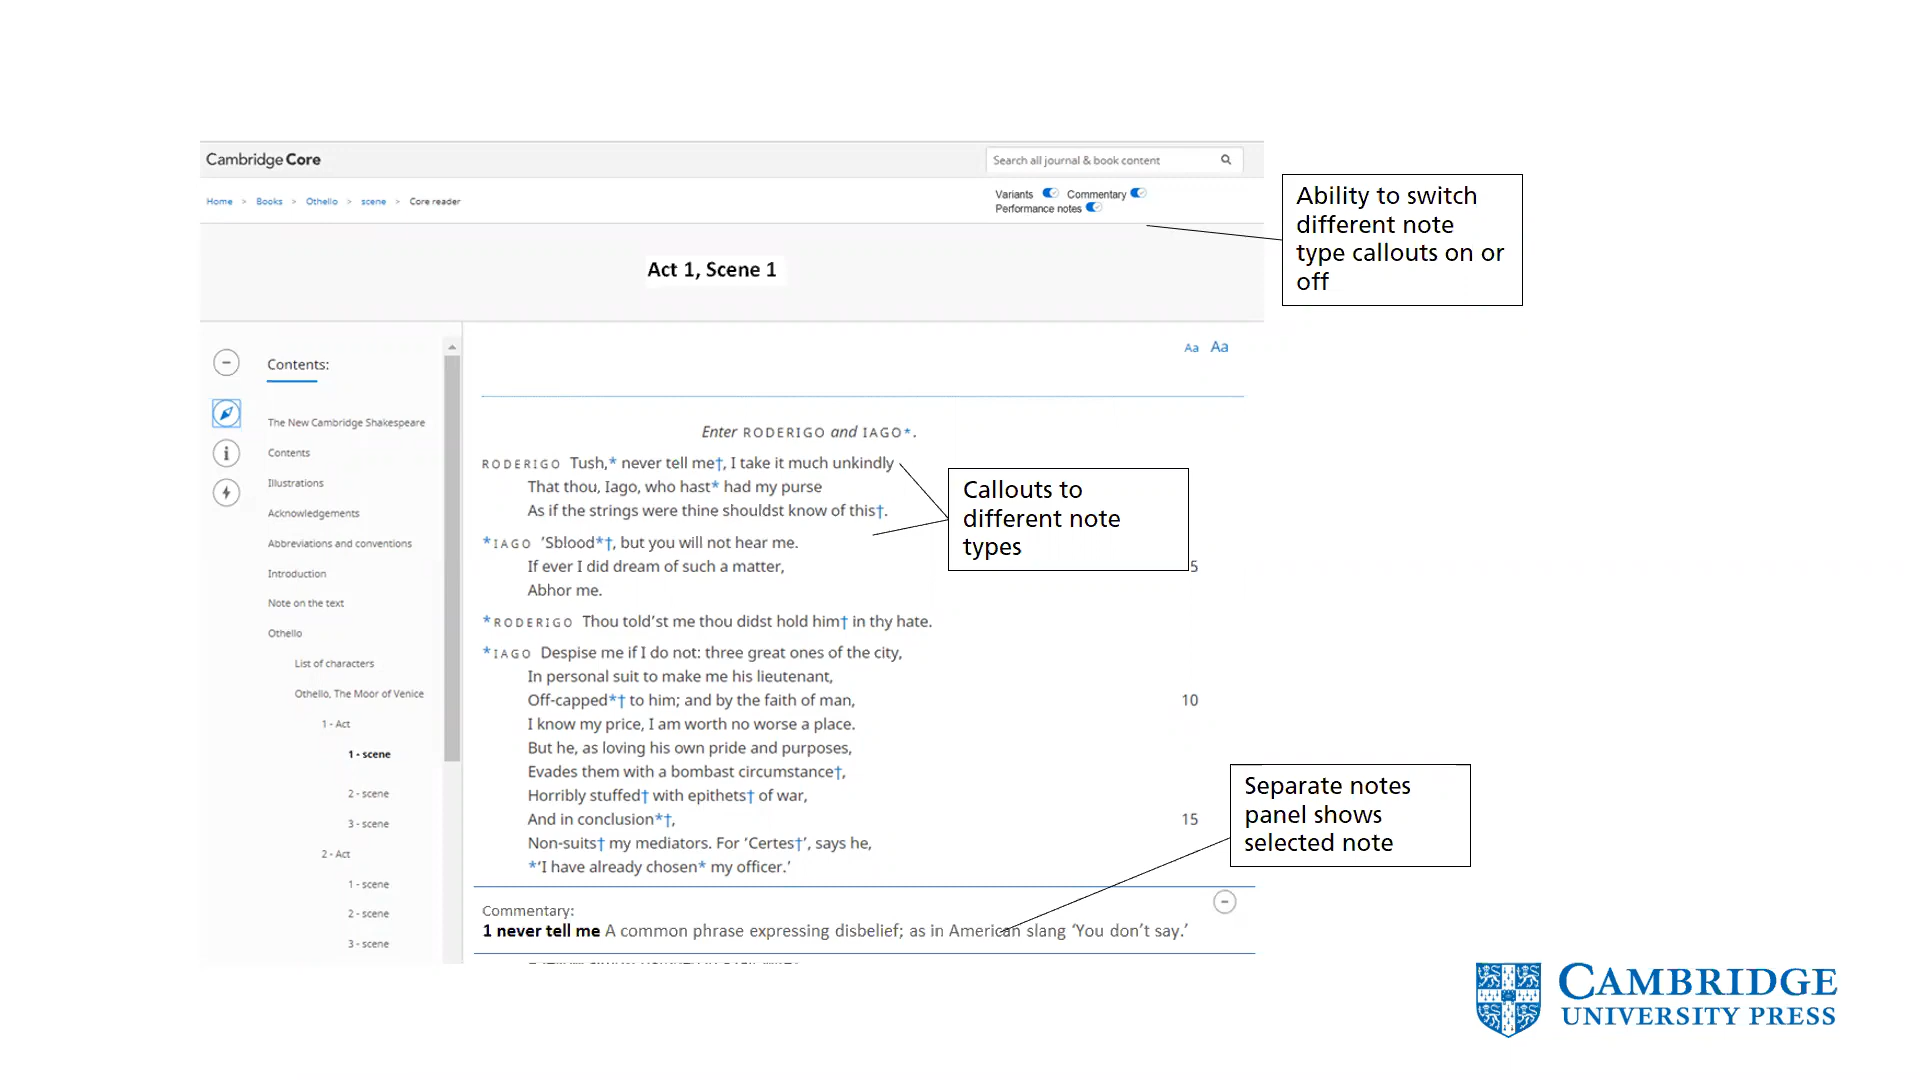 Cambridge Core
Search all journal & book content
Home > Books > Othello > scene > Core reader
Variants Commentary
Performance notes
Ability to switch
different note
type callouts on or
off
Act 1, Scene 1
Aa Aa
Contents:
The New Cambridge Shakespeare
Contents
Illustrations
Acknowledgements
Abbreviations and conventions
Introduction
Note on the text
Othello
List of characters
Othello, The Moor of Venice
1 - Act
1 - scene
2 - scene
3 - scene
2 - Act
1 - scene
2 - scene
3 - scene
Enter RODERIGO and IAGO*.
RODERIGO Tush,* never tell me†, I take it much unkindly
That thou, Iago, who hast* had my purse
As if the strings were thine shouldst know of this†.
*IAGO ’Sblood*†, but you will not hear me.
If ever I did dream of such a matter, 5
Abhor me.
*RODERIGO Thou told’st me thou didst hold him† in thy hate.
*IAGO Despise me if I do not: three great ones of the city,
In personal suit to make me his lieutenant,
Off-capped*† to him; and by the faith of man, 10
I know my price, I am worth no worse a place.
But he, as loving his own pride and purposes,
Evades them with a bombast circumstance†,
Horribly stuffed† with epithets† of war,
And in conclusion*†, 15
Non-suits† my mediators. For ‘Certes†’, says he,
*‘I have already chosen* my officer.’
Callouts to
different note
types
Separate notes
panel shows
selected note
Commentary:
1 never tell me A common phrase expressing disbelief; as in American slang ‘You don’t say.’
CAMBRIDGE
UNIVERSITY PRESS